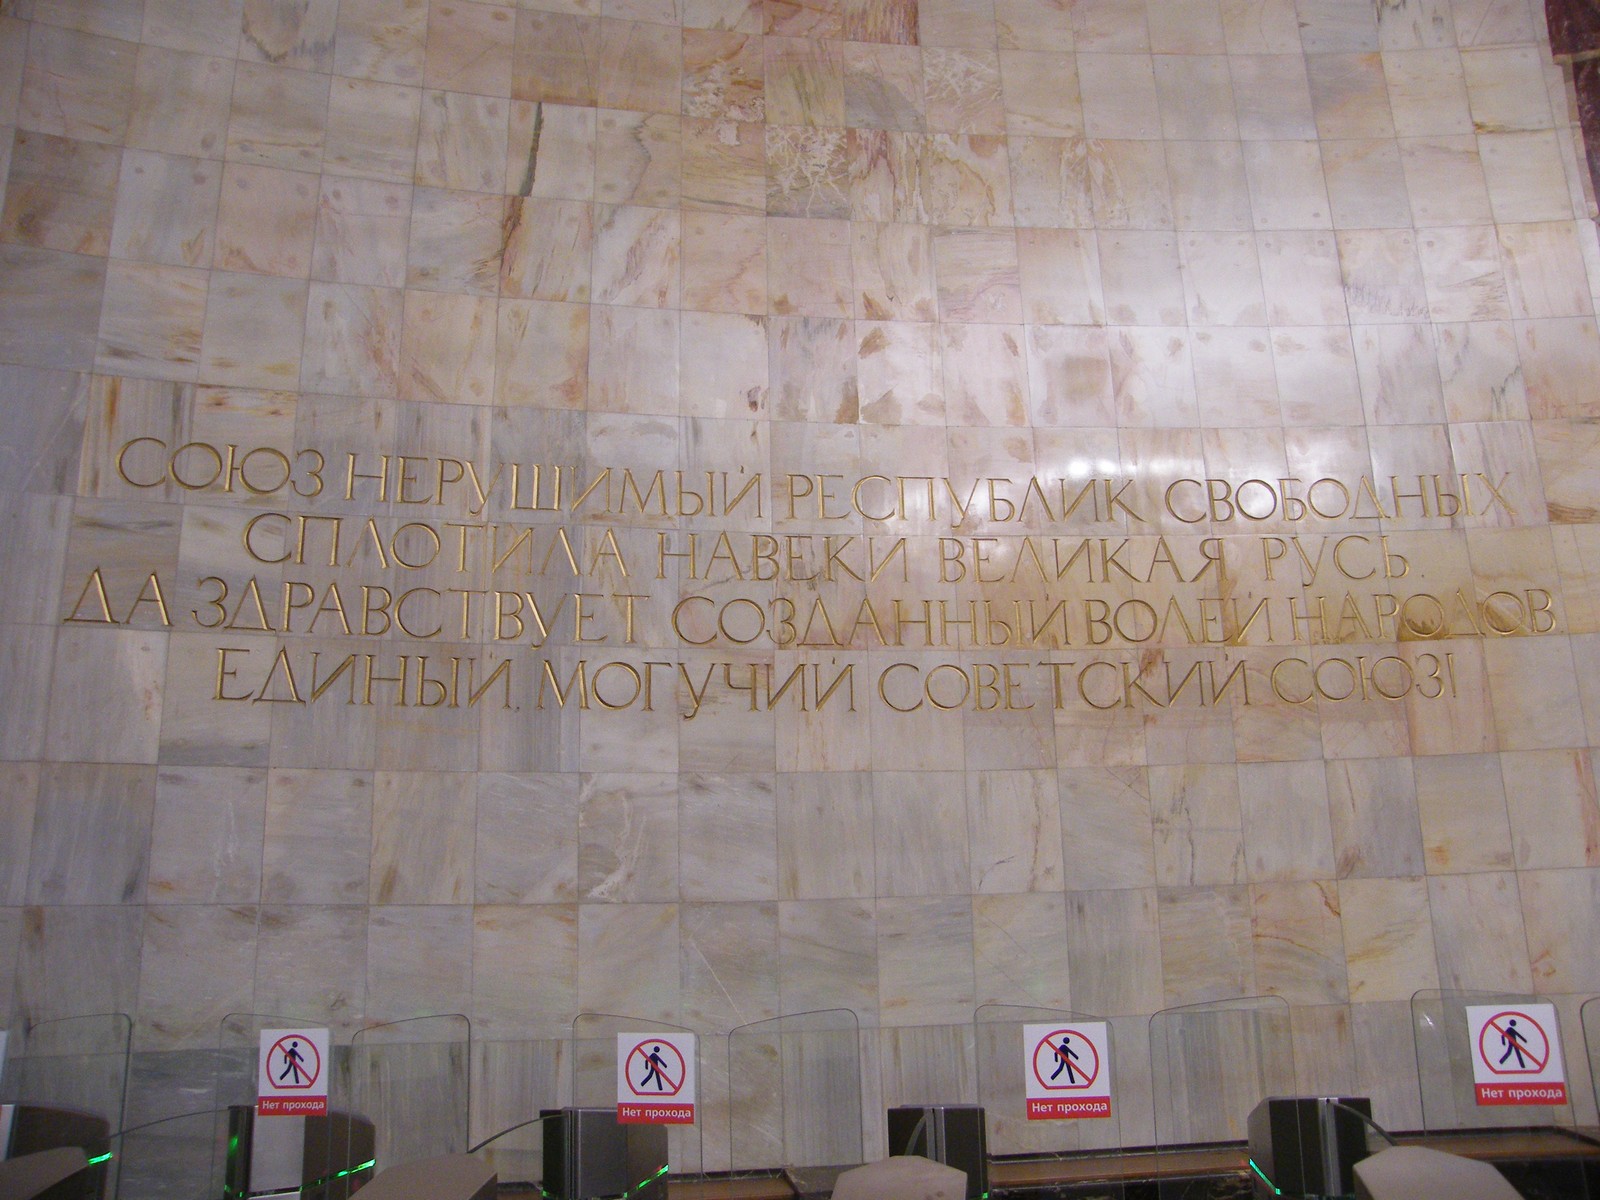 СОЮЗ НЕРУШИМЫЙ РЕСПУБЛИК СВОБОДНЫХ
СПЛОТИЛА НАВЕКИ ВЕЛИКАЯ РУСЬ
ДА ЗДРАВСТВУЕТ СОЗДАННЫЙ ВОЛЕЙ НАРОДОВ
ЕДИНЫЙ, МОГУЧИЙ СОВЕТСКИЙ СОЮЗ!
Нет прохода
Нет прохода
Нет прохода
Нет прохода